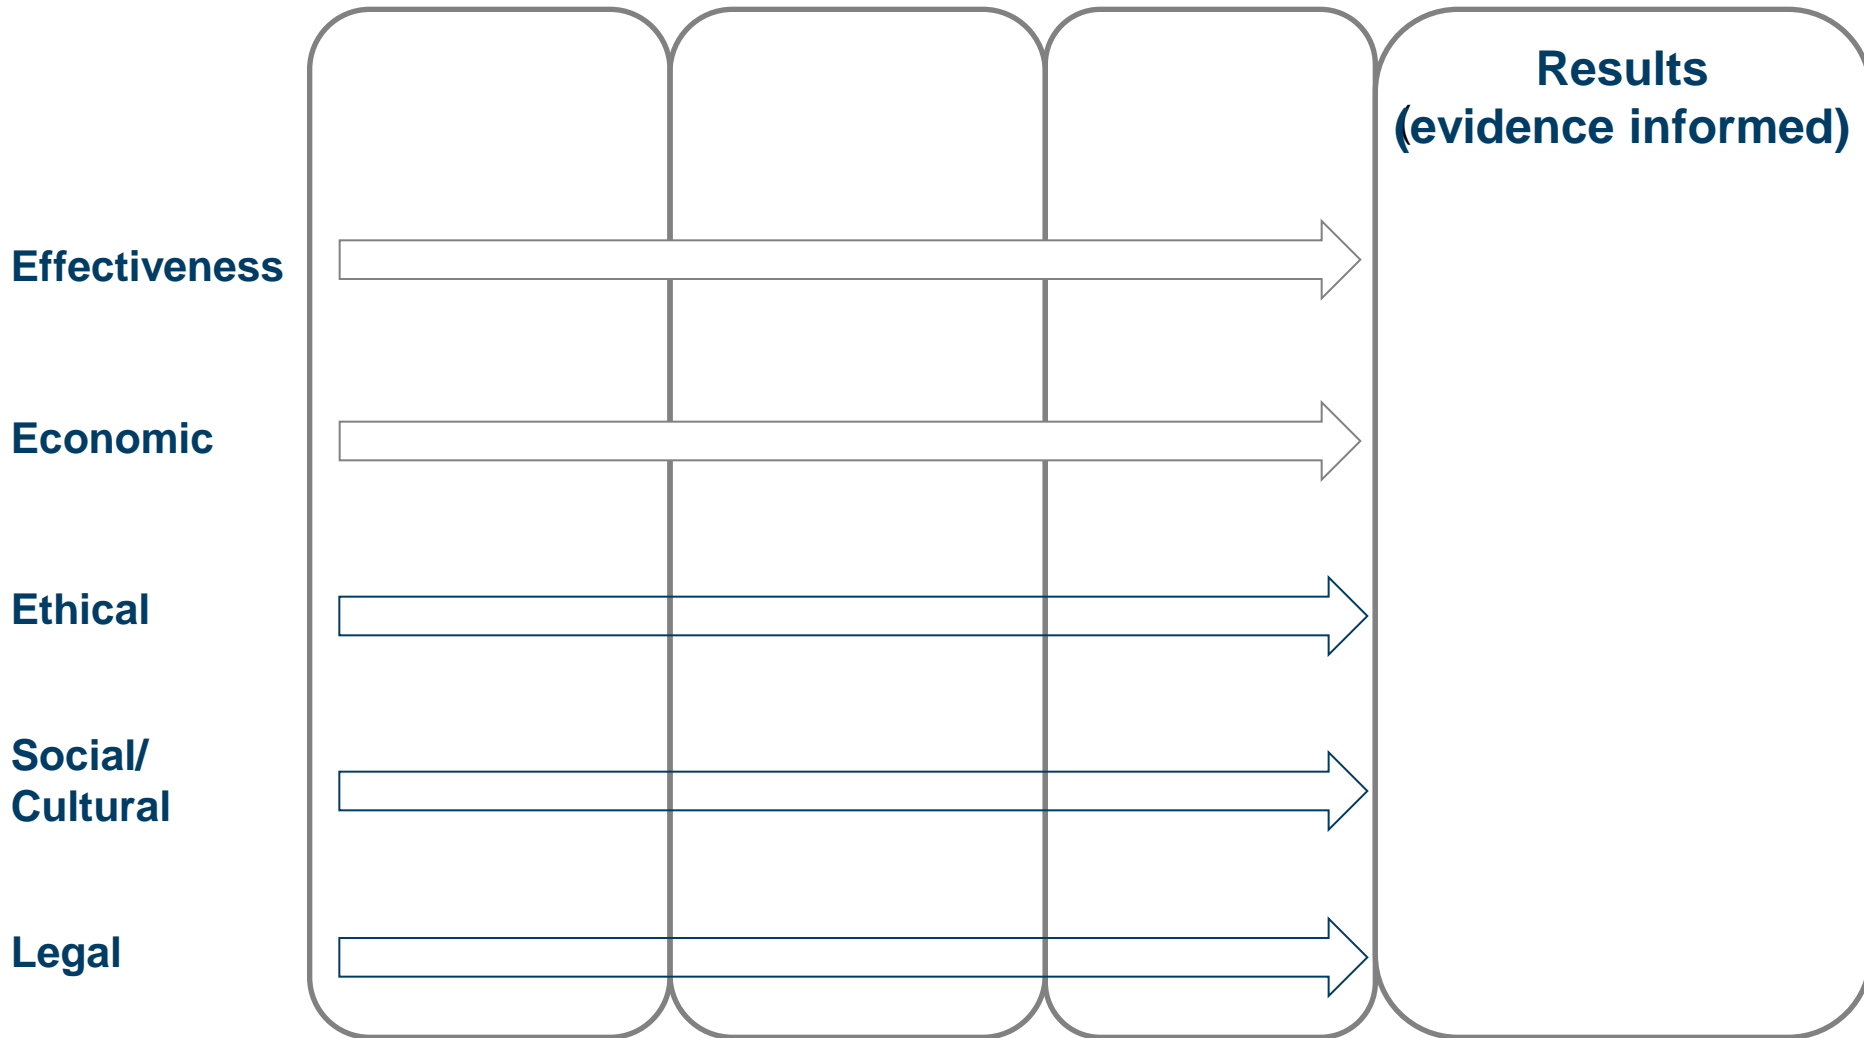 Results
(evidence informed)
Effectiveness
Economic
Ethical
Social/
Cultural
Legal